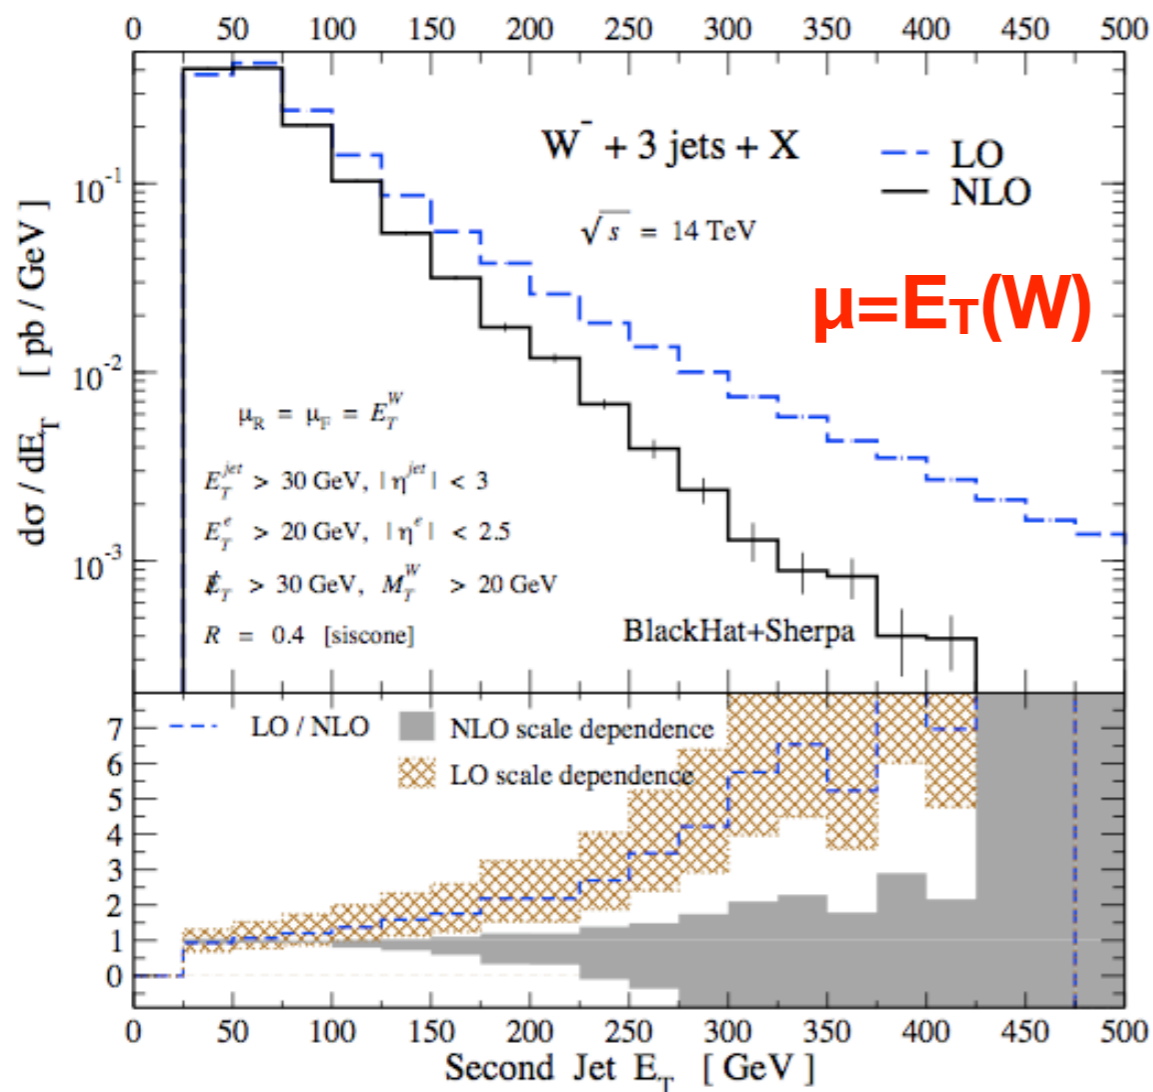 0 50 100 150 200 250 300 350 400 450 500
W⁻ + 3 jets + X
LO
NLO
√s = 14 TeV
μ=E_T(W)
10⁻¹
10⁻²
10⁻³
dσ / dE_T [ pb / GeV ]
μ_R = μ_F = E_T^W
E_T^jet > 30 GeV, | η^jet | < 3
E_T^e > 20 GeV, | η^e | < 2.5
E̸_T > 30 GeV, M_T^W > 20 GeV
R = 0.4 [siscone]
BlackHat+Sherpa
LO / NLO
NLO scale dependence
LO scale dependence
7
6
5
4
3
2
1
0
0 50 100 150 200 250 300 350 400 450 500
Second Jet E_T [ GeV ]